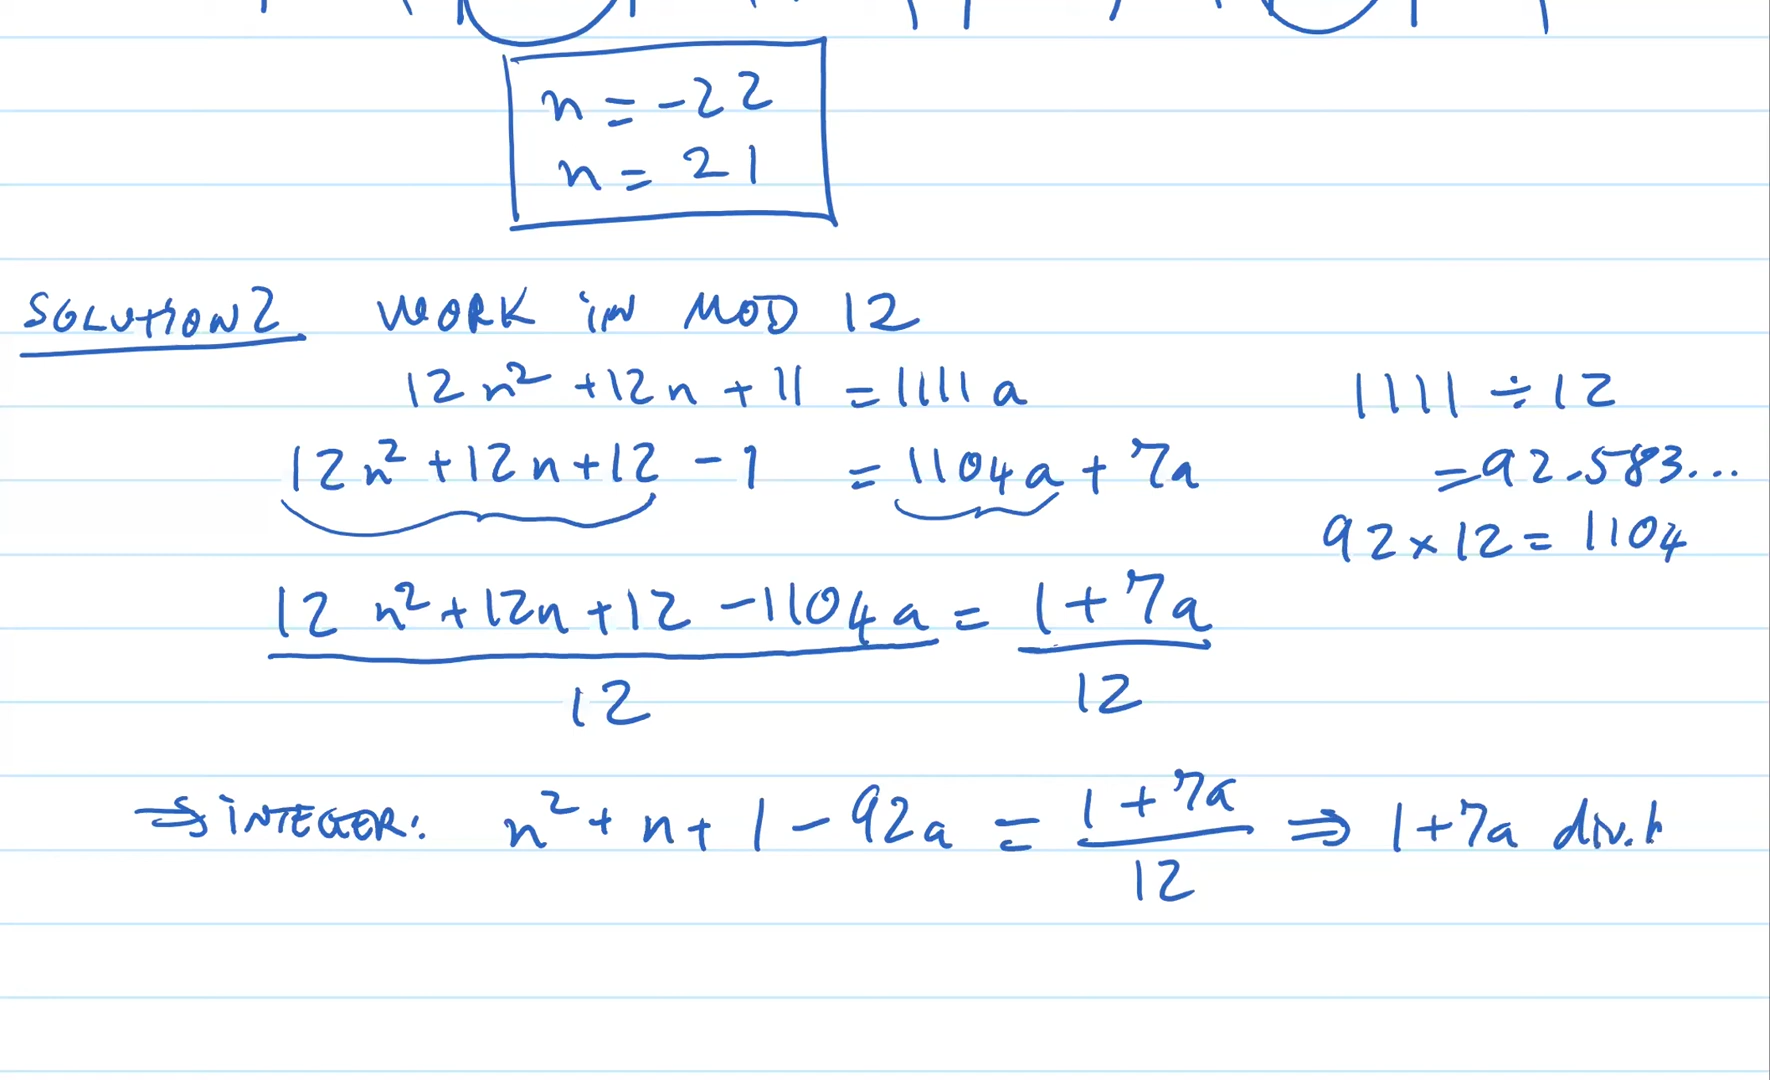 n = -22
n = 21
SOLUTION 2 WORK IN MOD 12
12n² + 12n + 11 = 1111a
1111 ÷ 12
12n² + 12n + 12 - 1 = 1104a + 7a
= 92.583...
92 × 12 = 1104
12n² + 12n + 12 - 1104a = 1 + 7a
12 12
⇒ INTEGER: n² + n + 1 - 92a = 1 + 7a ⇒ 1 + 7a div. b
12